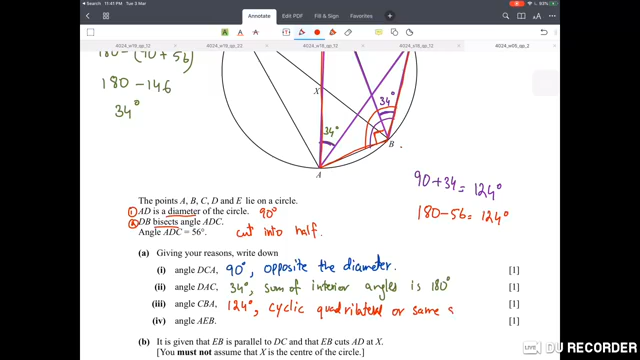 11:41 PM Tue 3 Mar
93%
Annotate Edit PDF Fill & Sign
4024_w18_qp_12
4024_w19_qp_22
4024_s19_qp_12
4024_w05_qp_2
180 - (90 + 56)
180 - 146
34°
X
34°
34°
A
B
90 + 34 = 124°
180 - 56 = 124°
The points A, B, C, D and E lie on a circle.
① AD is a diameter of the circle. 90°
② DB bisects angle ADC. cut into half.
Angle ADC = 56°.
(a) Giving your reasons, write down
(i) angle DCA, 90°, opposite the diameter. [1]
(ii) angle DAC, 34°, Sum of interior angles is 180° [1]
(iii) angle CBA, 124°, cyclic quadrilateral or same a [1]
(iv) angle AEB. [1]
(b) It is given that EB is parallel to DC and that EB cuts AD at X.
[You must not assume that X is the centre of the circle.]
LIVE
DU RECORDER